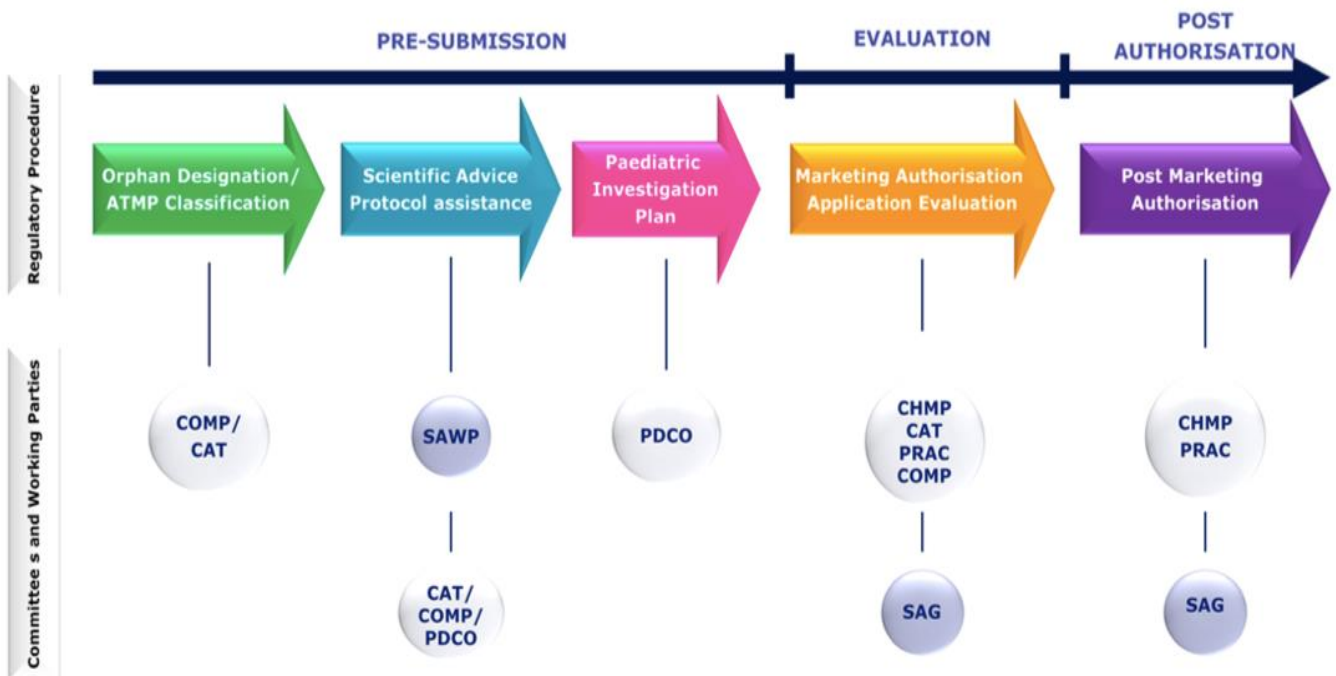 PRE-SUBMISSION
EVALUATION
POST
AUTHORISATION
Regulatory Procedure
Orphan Designation/
ATMP Classification
Scientific Advice
Protocol assistance
Paediatric
Investigation
Plan
Marketing Authorisation
Application Evaluation
Post Marketing
Authorisation
Committee s and Working Parties
COMP/
CAT
SAWP
PDCO
CHMP
CAT
PRAC
COMP
CHMP
PRAC
CAT/
COMP/
PDCO
SAG
SAG